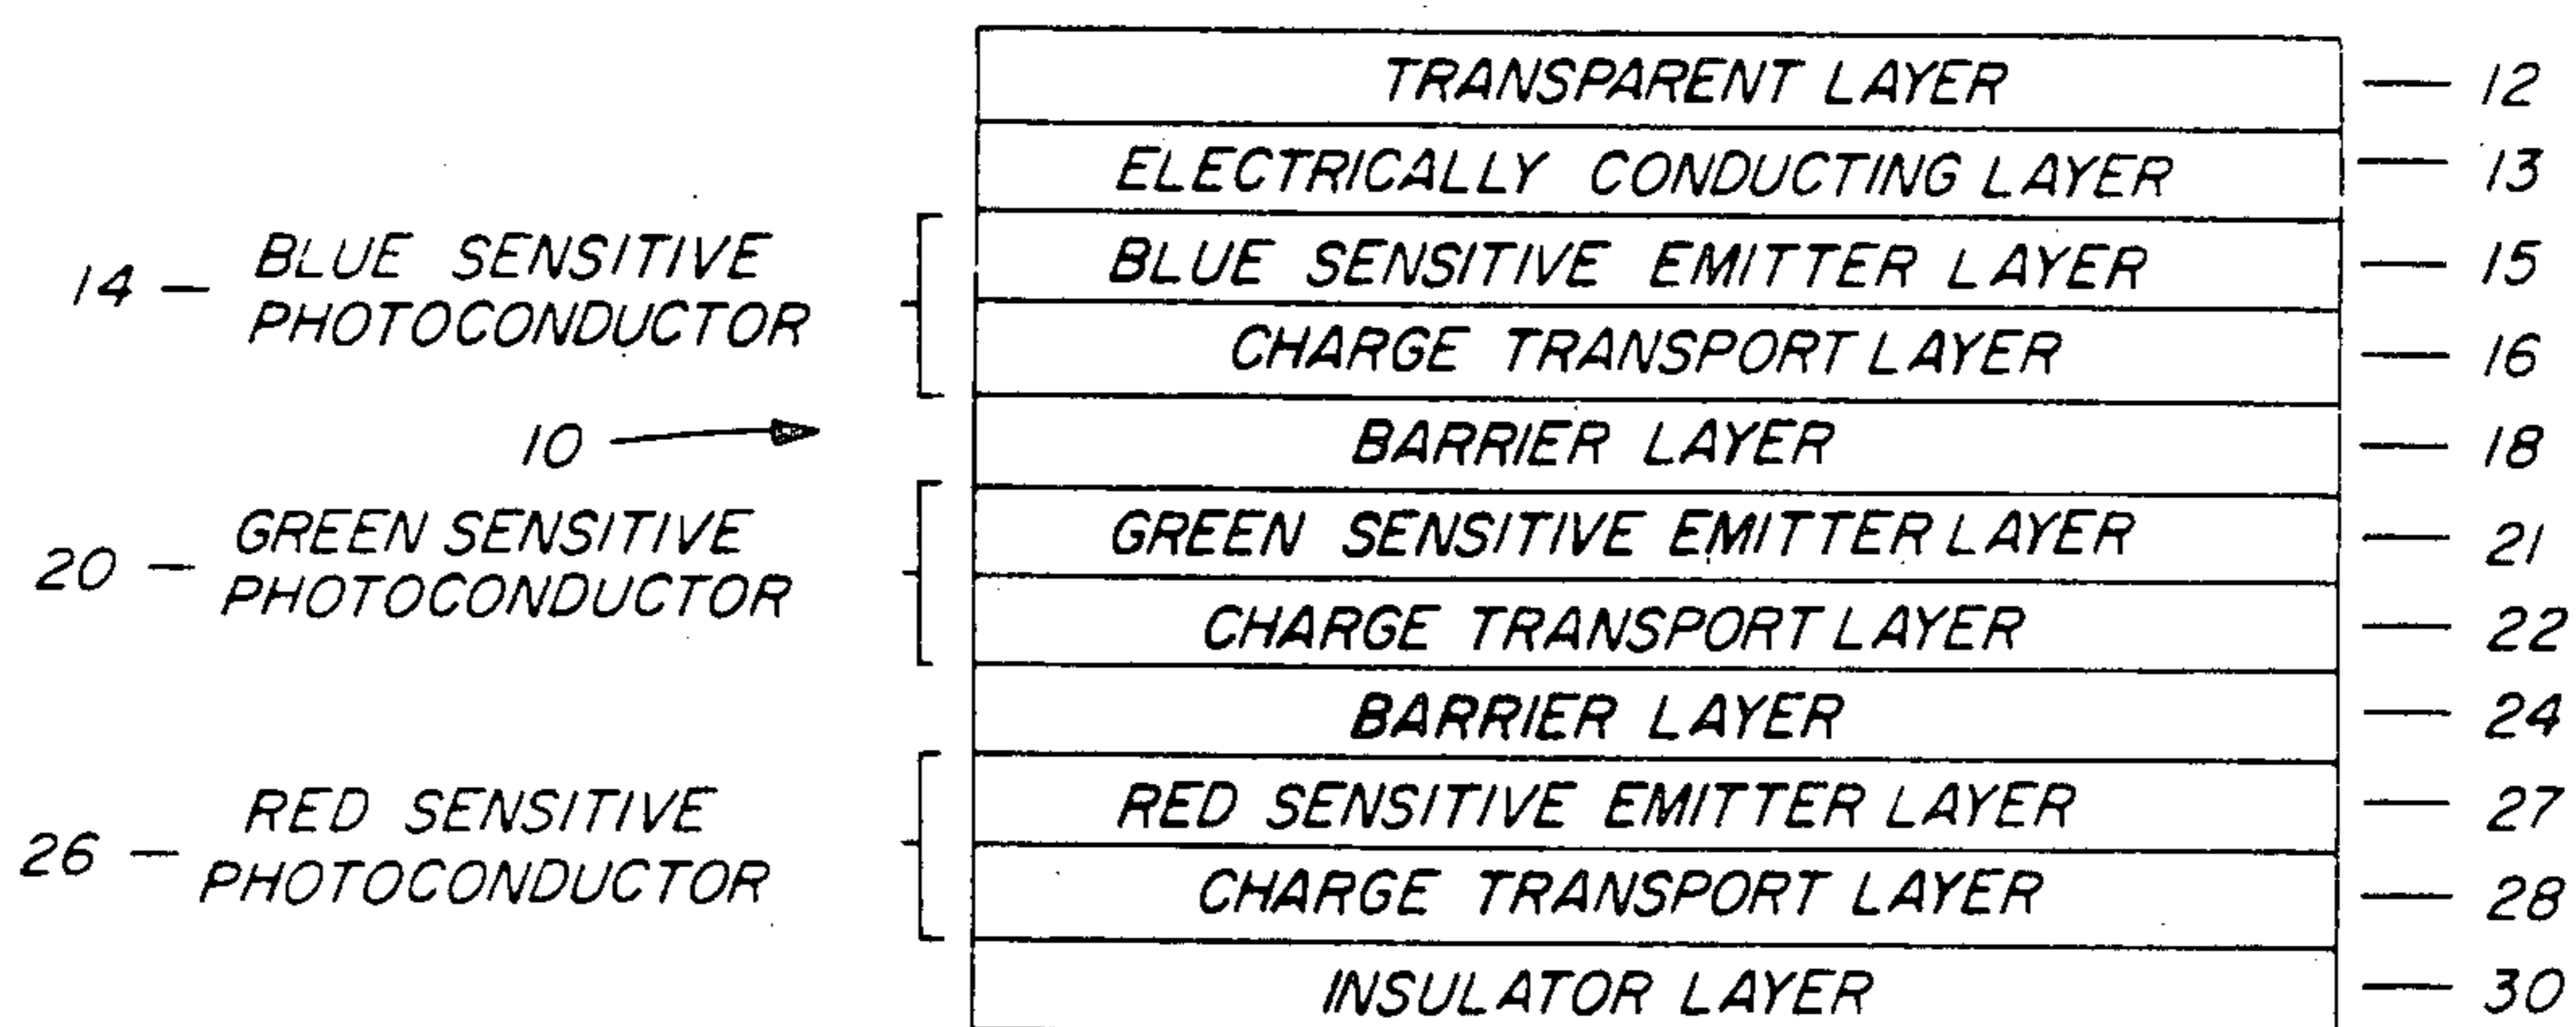 TRANSPARENT LAYER — 12
ELECTRICALLY CONDUCTING LAYER — 13
14 — BLUE SENSITIVE
PHOTOCONDUCTOR
BLUE SENSITIVE EMITTER LAYER — 15
CHARGE TRANSPORT LAYER — 16
10
BARRIER LAYER — 18
20 — GREEN SENSITIVE
PHOTOCONDUCTOR
GREEN SENSITIVE EMITTER LAYER — 21
CHARGE TRANSPORT LAYER — 22
BARRIER LAYER — 24
26 — RED SENSITIVE
PHOTOCONDUCTOR
RED SENSITIVE EMITTER LAYER — 27
CHARGE TRANSPORT LAYER — 28
INSULATOR LAYER — 30